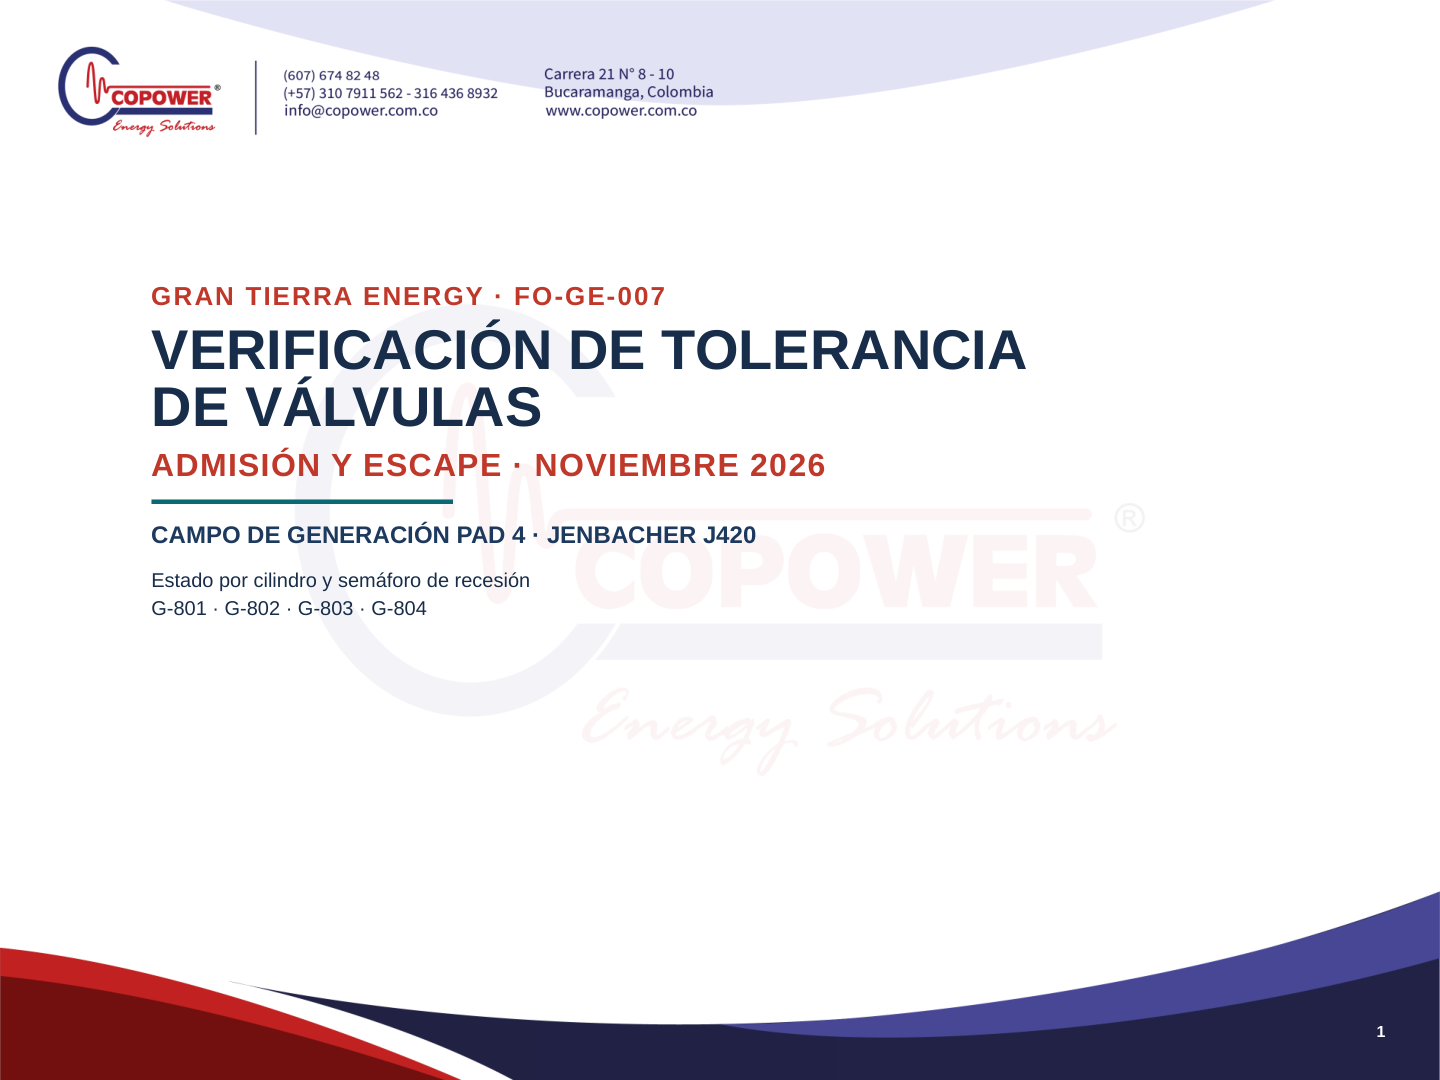 COPOWER®
Energy Solutions
(607) 674 82 48
(+57) 310 7911 562 - 316 436 8932
info@copower.com.co
Carrera 21 N° 8 - 10
Bucaramanga, Colombia
www.copower.com.co
GRAN TIERRA ENERGY · FO-GE-007
VERIFICACIÓN DE TOLERANCIA
DE VÁLVULAS
ADMISIÓN Y ESCAPE · NOVIEMBRE 2026
CAMPO DE GENERACIÓN PAD 4 · JENBACHER J420
Estado por cilindro y semáforo de recesión
G-801 · G-802 · G-803 · G-804
COPOWER®
Energy Solutions
1